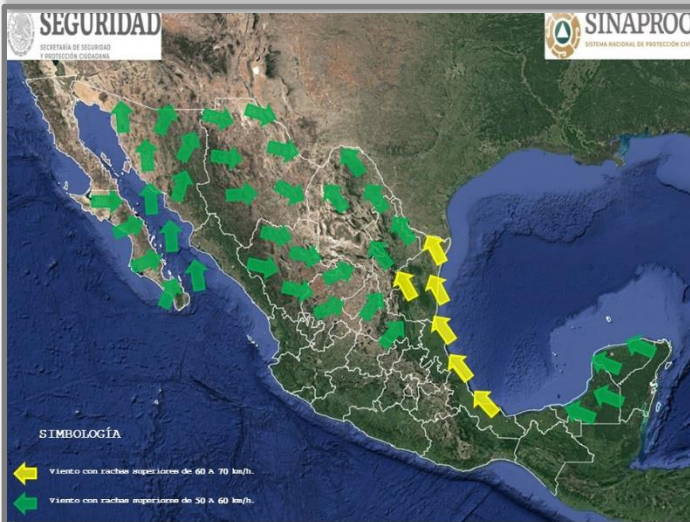 SEGURIDAD
SECRETARÍA DE SEGURIDAD
Y PROTECCIÓN CIUDADANA
SINAPROC
SISTEMA NACIONAL DE PROTECCIÓN
SIMBOLOGÍA
Viento con rachas superiores de 60 A 70 km/h.
Viento con rachas superiores de 50 A 60 km/h.